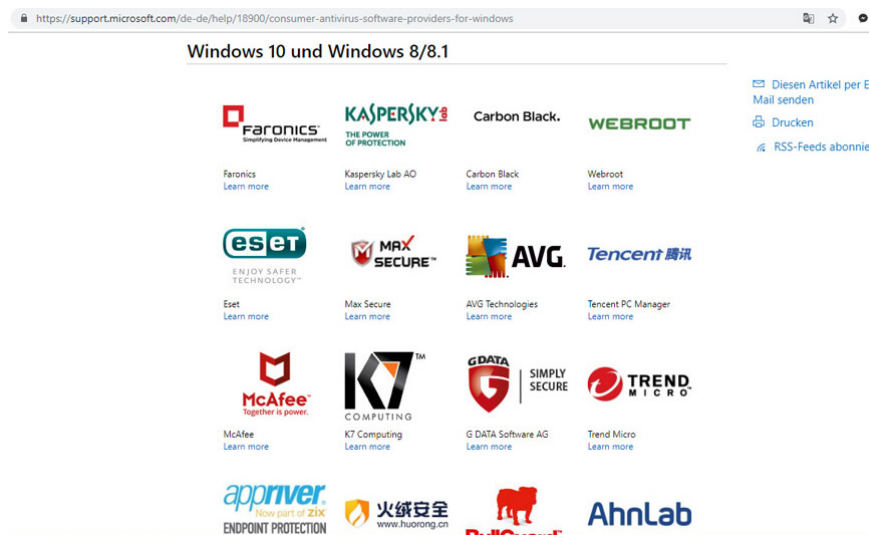 https://support.microsoft.com/de-de/help/18900/consumer-antivirus-software-providers-for-windows
Windows 10 und Windows 8/8.1
Diesen Artikel per E
Mail senden
Drucken
RSS-Feeds abonnie
FARONICS
Simplifying Device Management
KASPERSKY lab
THE POWER
OF PROTECTION
Carbon Black.
WEBROOT
Faronics
Learn more
Kaspersky Lab AO
Learn more
Carbon Black
Learn more
Webroot
Learn more
eset
ENJOY SAFER
TECHNOLOGY™
MAX
SECURE™
AVG.
Tencent 腾讯
Eset
Learn more
Max Secure
Learn more
AVG Technologies
Learn more
Tencent PC Manager
Learn more
McAfee™
Together is power.
K7™
COMPUTING
G DATA
SIMPLY
SECURE
TREND
MICRO™
McAfee
Learn more
K7 Computing
Learn more
G DATA Software AG
Learn more
Trend Micro
Learn more
appriver.
Now part of zix
ENDPOINT PROTECTION
火绒安全
www.huorong.cn
BullGuard™
AhnLab